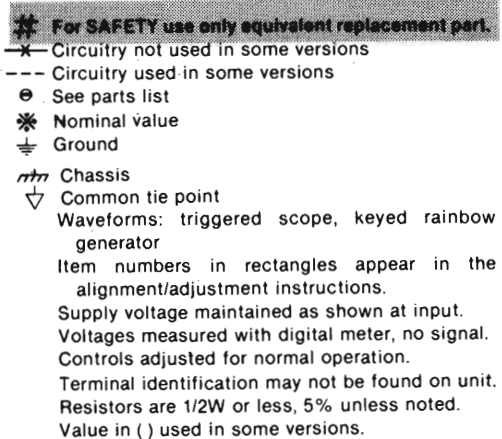 # For SAFETY use only equivalent replacement part.
Circuitry not used in some versions
Circuitry used in some versions
See parts list
Nominal value
Ground
Chassis
Common tie point
Waveforms: triggered scope, keyed rainbow
generator
Item numbers in rectangles appear in the
alignment/adjustment instructions.
Supply voltage maintained as shown at input.
Voltages measured with digital meter, no signal.
Controls adjusted for normal operation.
Terminal identification may not be found on unit.
Resistors are 1/2W or less, 5% unless noted.
Value in ( ) used in some versions.